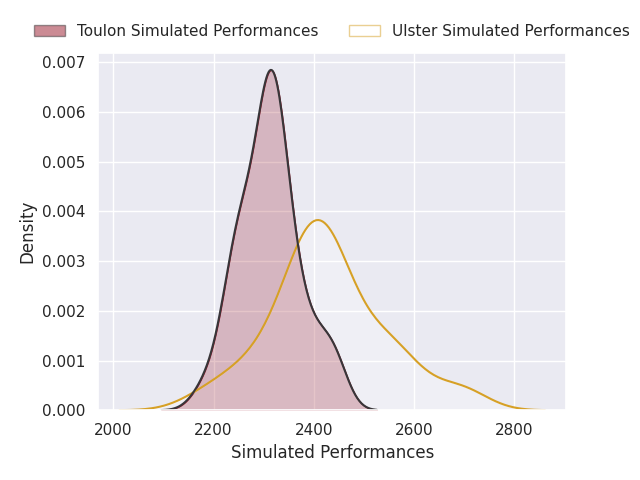 Toulon Simulated Performances
Ulster Simulated Performances
0.007
0.006
0.005
0.004
0.003
0.002
0.001
0.000
Density
2000 2200 2400 2600 2800
Simulated Performances